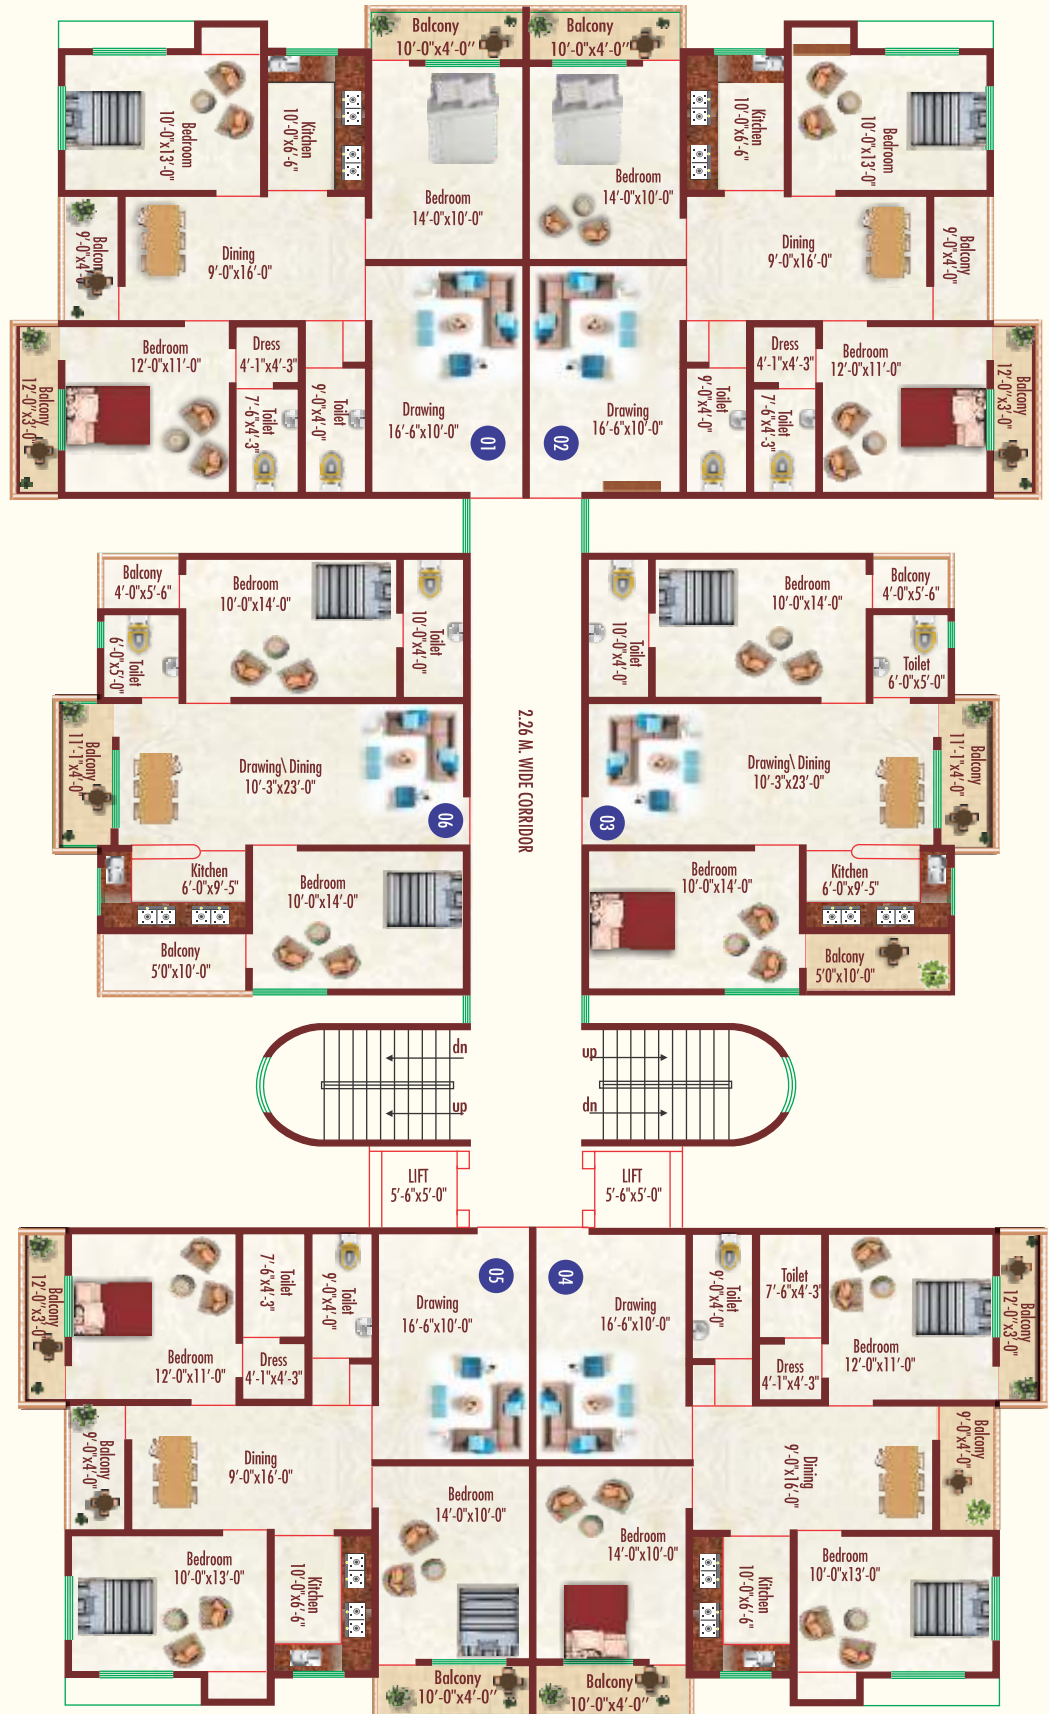 Balcony
10'-0"x4'-0"
Balcony
10'-0"x4'-0"
Bedroom
10'-0"x13'-0"
Kitchen
10'-0"x6'-6"
Bedroom
14'-0"x10'-0"
Bedroom
14'-0"x10'-0"
Kitchen
10'-0"x6'-6"
Bedroom
10'-0"x13'-0"
Balcony
9'-0"x4'-0"
Dining
9'-0"x16'-0"
Dining
9'-0"x16'-0"
Balcony
9'-0"x4'-0"
Balcony
12'-0"x3'-0"
Bedroom
12'-0"x11'-0"
Dress
4'-1"x4'-3"
Toilet
7'-6"x4'-3"
Toilet
9'-0"x4'-0"
Drawing
16'-6"x10'-0"
01
02
Drawing
16'-6"x10'-0"
Toilet
9'-0"x4'-0"
Dress
4'-1"x4'-3"
Toilet
7'-6"x4'-3"
Bedroom
12'-0"x11'-0"
Balcony
12'-0"x3'-0"
Balcony
4'-0"x5'-6"
Bedroom
10'-0"x14'-0"
Toilet
10'-0"x4'-0"
Toilet
6'-0"x5'-0"
Toilet
10'-0"x4'-0"
Bedroom
10'-0"x14'-0"
Balcony
4'-0"x5'-6"
Toilet
6'-0"x5'-0"
Balcony
11'-1"x4'-0"
Drawing\ Dining
10'-3"x23'-0"
06
2.26 M. WIDE CORRIDOR
03
Drawing\ Dining
10'-3"x23'-0"
Balcony
11'-1"x4'-0"
Kitchen
6'-0"x9'-5"
Bedroom
10'-0"x14'-0"
Balcony
5'0"x10'-0"
Bedroom
10'-0"x14'-0"
Kitchen
6'-0"x9'-5"
Balcony
5'0"x10'-0"
dn
up
up
dn
LIFT
5'-6"x5'-0"
LIFT
5'-6"x5'-0"
Balcony
12'-0"x3'-0"
Bedroom
12'-0"x11'-0"
Toilet
7'-6"x4'-3"
Dress
4'-1"x4'-3"
Toilet
9'-0"x4'-0"
Drawing
16'-6"x10'-0"
05
04
Drawing
16'-6"x10'-0"
Toilet
9'-0"x4'-0"
Toilet
7'-6"x4'-3"
Dress
4'-1"x4'-3"
Bedroom
12'-0"x11'-0"
Balcony
12'-0"x3'-0"
Balcony
9'-0"x4'-0"
Dining
9'-0"x16'-0"
Dining
9'-0"x16'-0"
Balcony
9'-0"x4'-0"
Bedroom
10'-0"x13'-0"
Kitchen
10'-0"x6'-6"
Bedroom
14'-0"x10'-0"
Bedroom
14'-0"x10'-0"
Kitchen
10'-0"x6'-6"
Bedroom
10'-0"x13'-0"
Balcony
10'-0"x4'-0"
Balcony
10'-0"x4'-0"